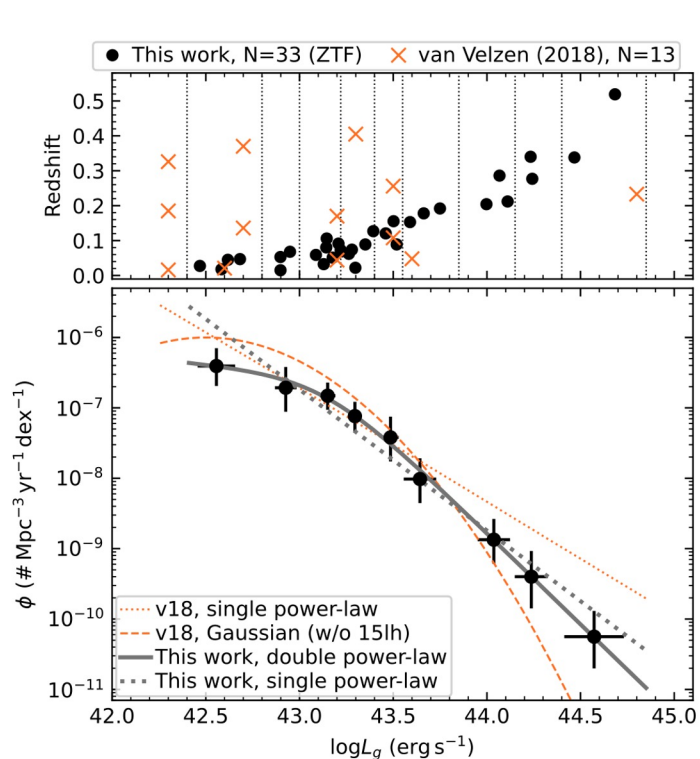 This work, N=33 (ZTF)
van Velzen (2018), N=13
0.5
0.4
0.3
0.2
0.1
0.0
Redshift
10−6
10−7
10−8
10−9
10−10
10−11
ϕ (# Mpc−3 yr−1 dex−1)
v18, single power-law
v18, Gaussian (w/o 15lh)
This work, double power-law
This work, single power-law
42.0 42.5 43.0 43.5 44.0 44.5 45.0
logLg (erg s−1)